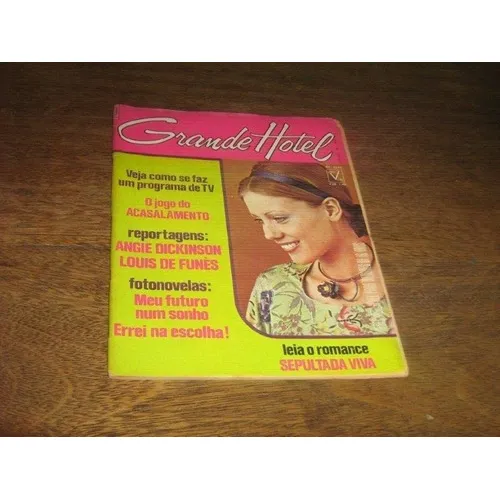 Grande Hotel
Veja como se faz
um programa de TV
O jogo do
ACASALAMENTO
reportagens:
ANGIE DICKINSON
LOUIS DE FUNÈS
fotonovelas:
Meu futuro
num sonho
Errei na escolha!
leia o romance
SEPULTADA VIVA